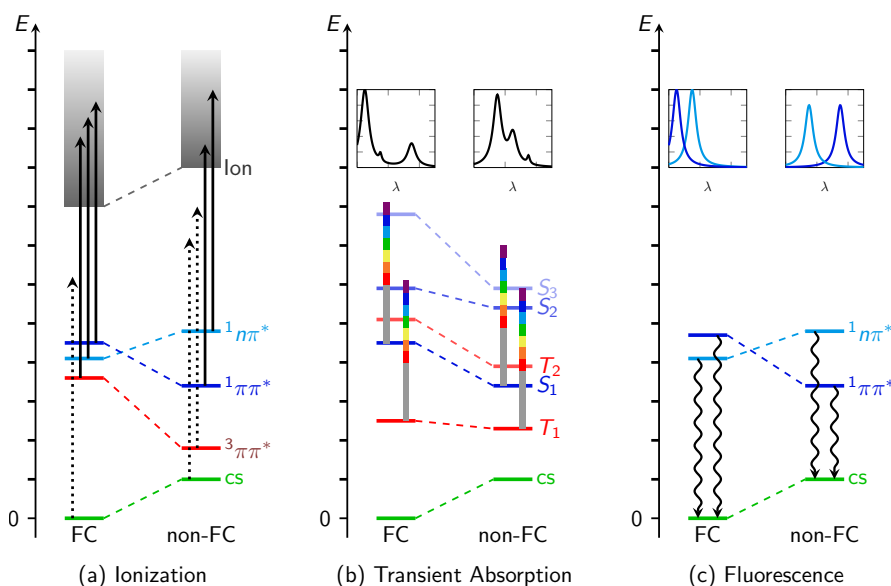 E
Ion
¹nπ*
¹ππ*
³ππ*
cs
0
FC
non-FC
(a) Ionization
E
λ
λ
S₃
S₂
T₂
S₁
T₁
cs
0
FC
non-FC
(b) Transient Absorption
E
λ
λ
¹nπ*
¹ππ*
cs
0
FC
non-FC
(c) Fluorescence